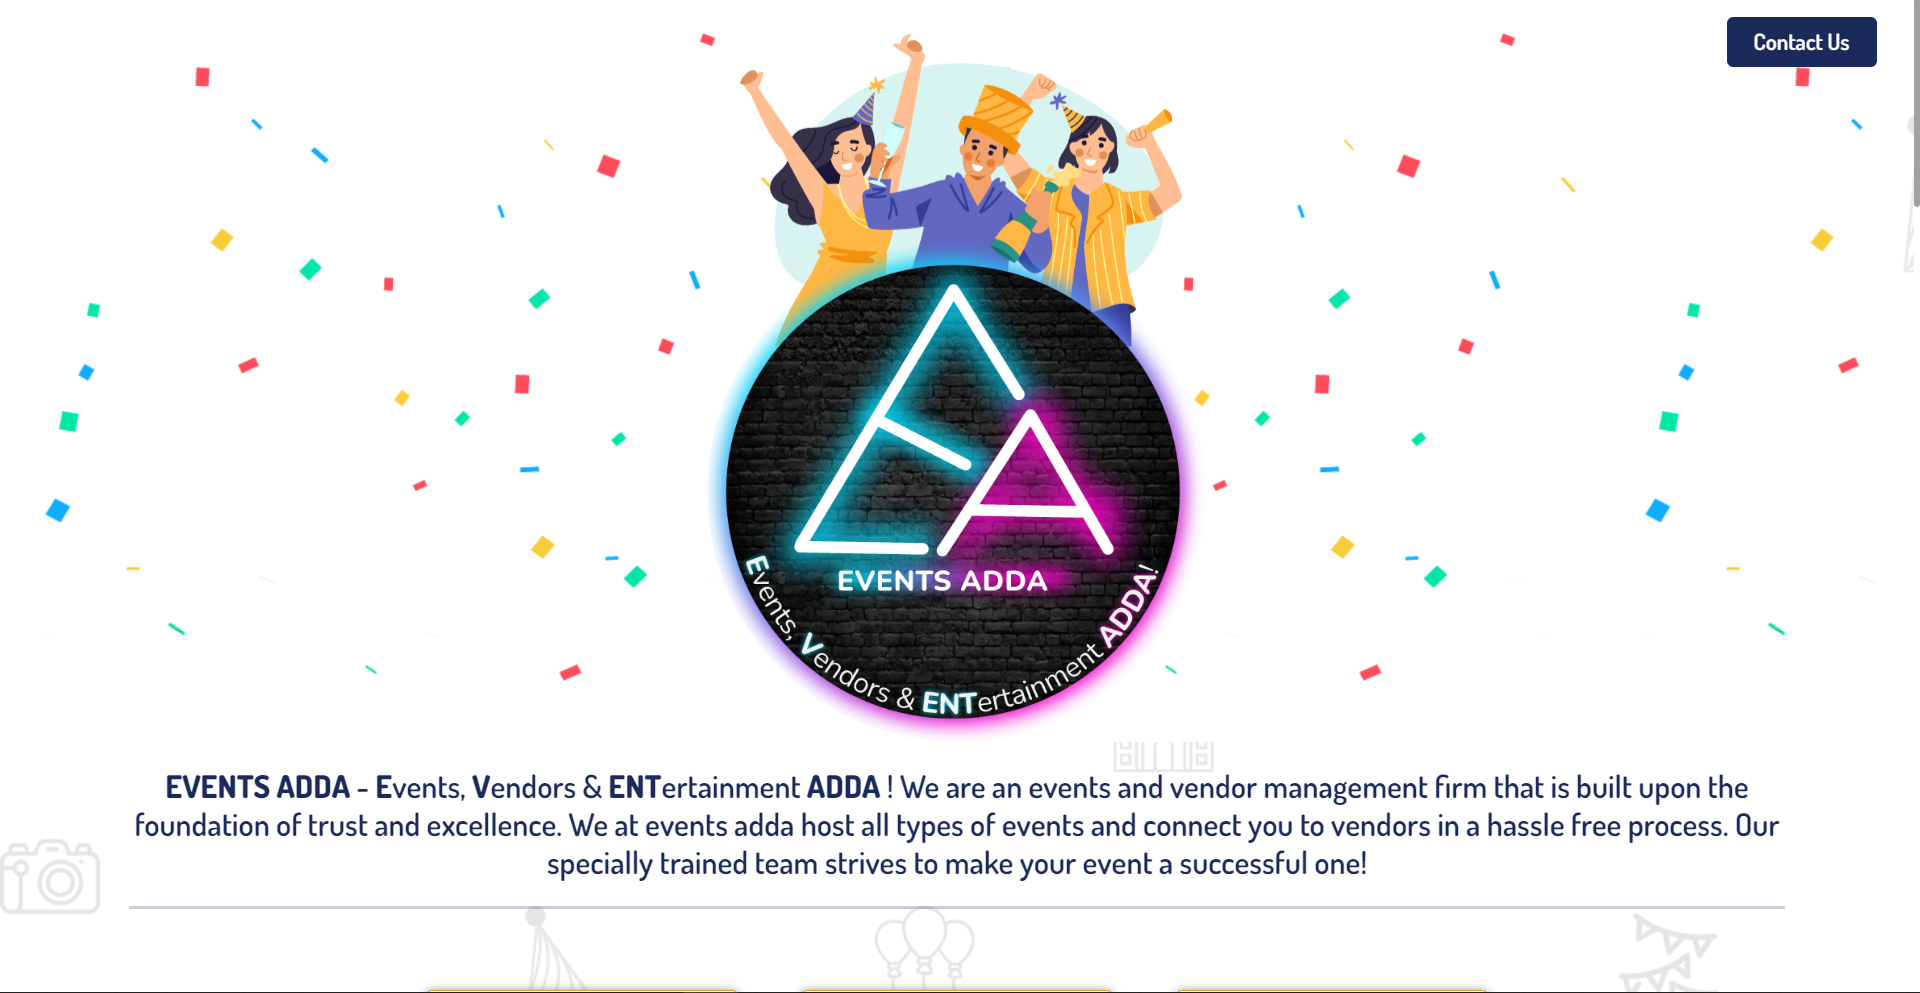 Contact Us
EVENTS ADDA
Events, Vendors & ENTertainment ADDA!
EVENTS ADDA - Events, Vendors & ENTertainment ADDA ! We are an events and vendor management firm that is built upon the
foundation of trust and excellence. We at events adda host all types of events and connect you to vendors in a hassle free process. Our
specially trained team strives to make your event a successful one!